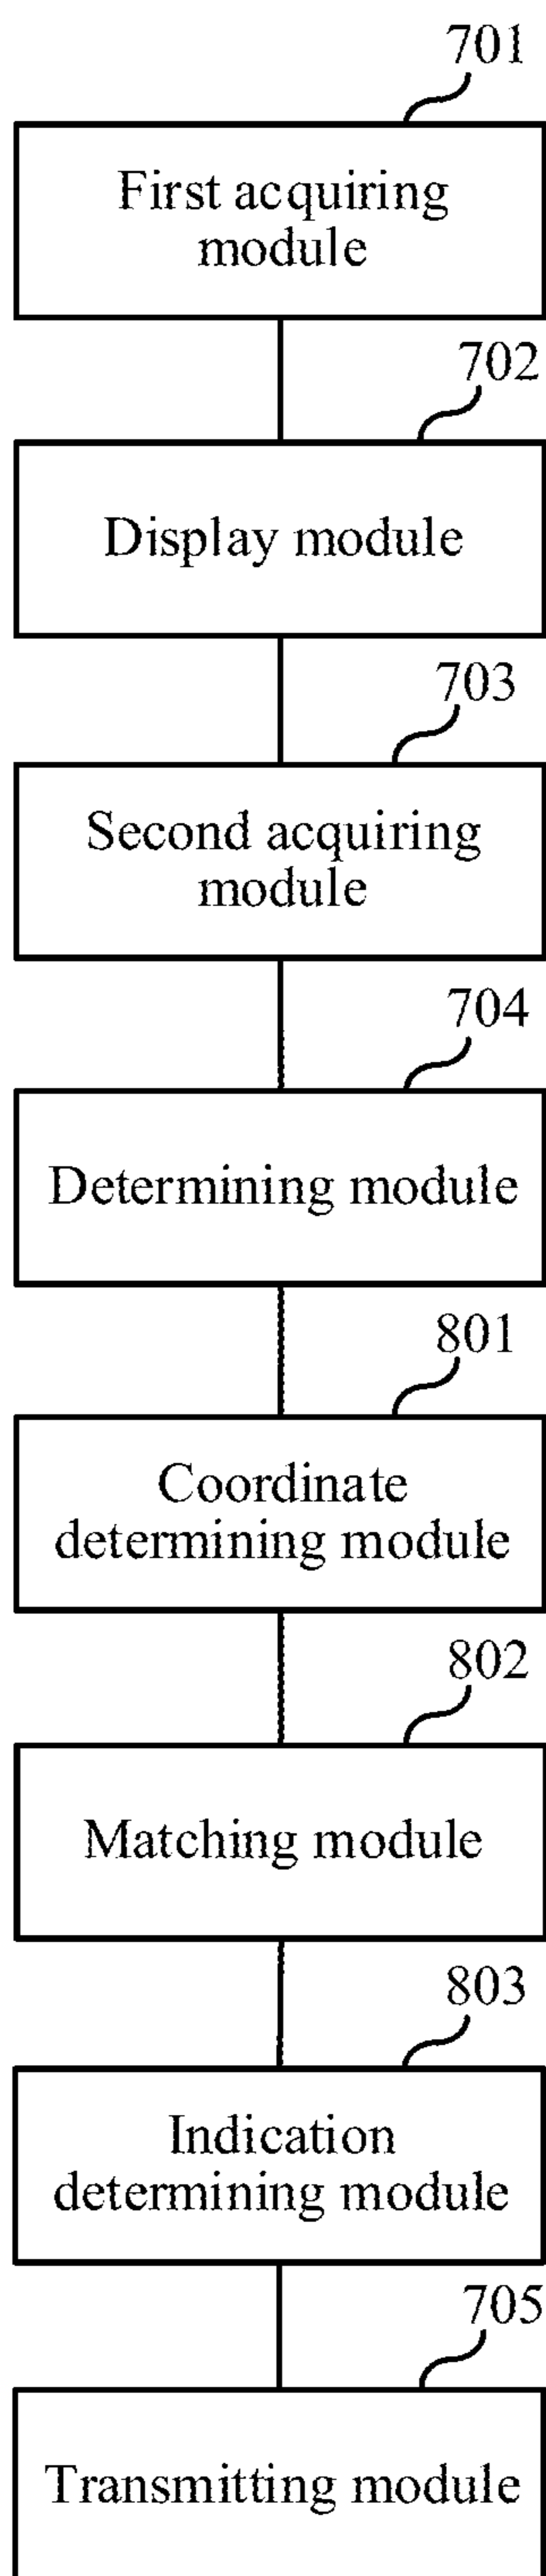 701
First acquiring
module
702
Display module
703
Second acquiring
module
704
Determining module
801
Coordinate
determining module
802
Matching module
803
Indication
determining module
705
Transmitting module